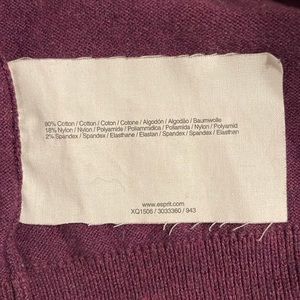 80% Cotton / Cotton / Coton / Cotone / Algodón / Algodão / Baumwolle
18% Nylon / Nylon / Polyamide / Poliammidica / Poliamida / Nylon / Polyamid
2% Spandex / Spandex / Elasthane / Elastan / Spandex / Spandex / Elasthan
www.esprit.com
XQ1506 / 3033360 / 943